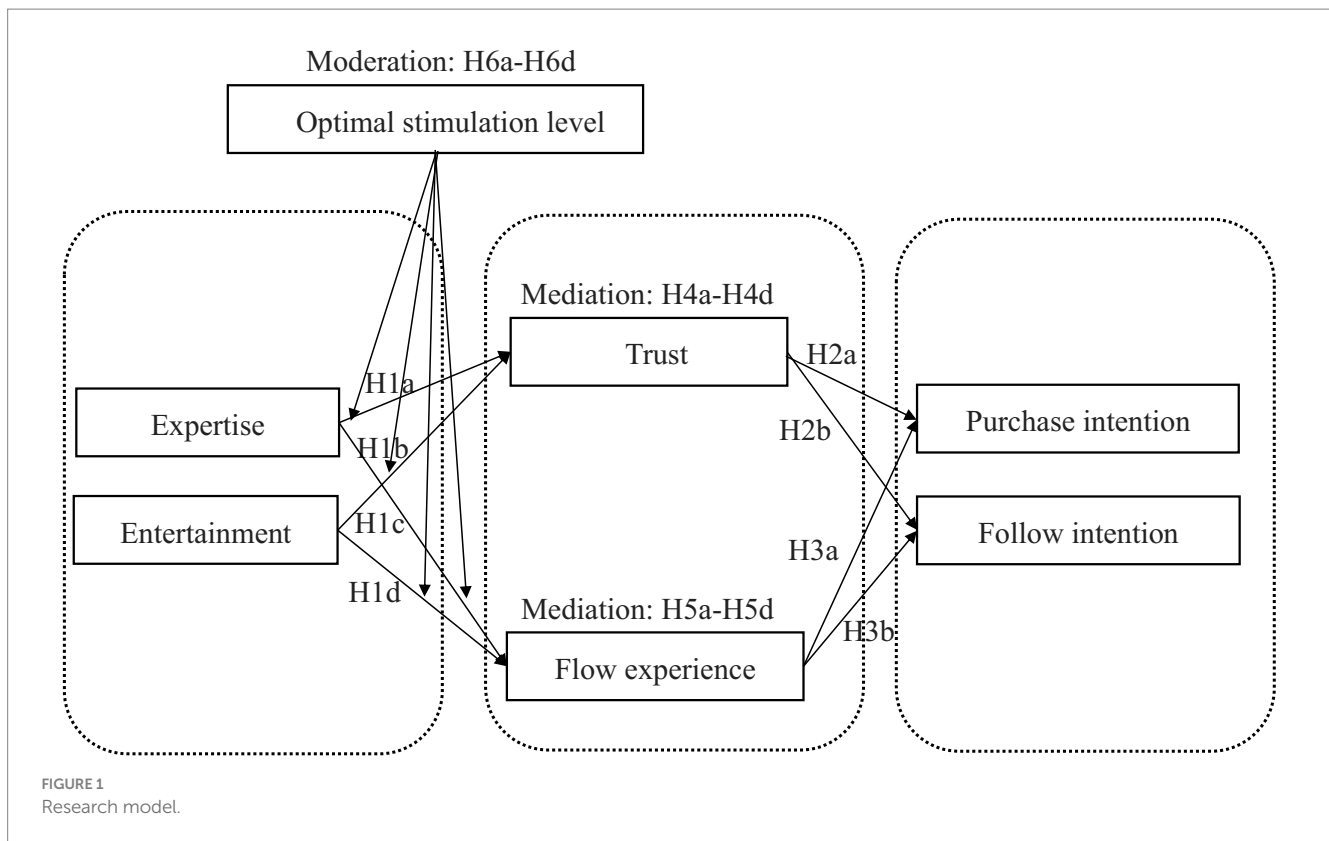 Moderation: H6a-H6d
Optimal stimulation level
Mediation: H4a-H4d
Trust
H1a
H2a
Expertise
H1b
H2b
Purchase intention
Entertainment
H1c
Follow intention
H1d
H3a
Mediation: H5a-H5d
H3b
Flow experience
FIGURE 1
Research model.